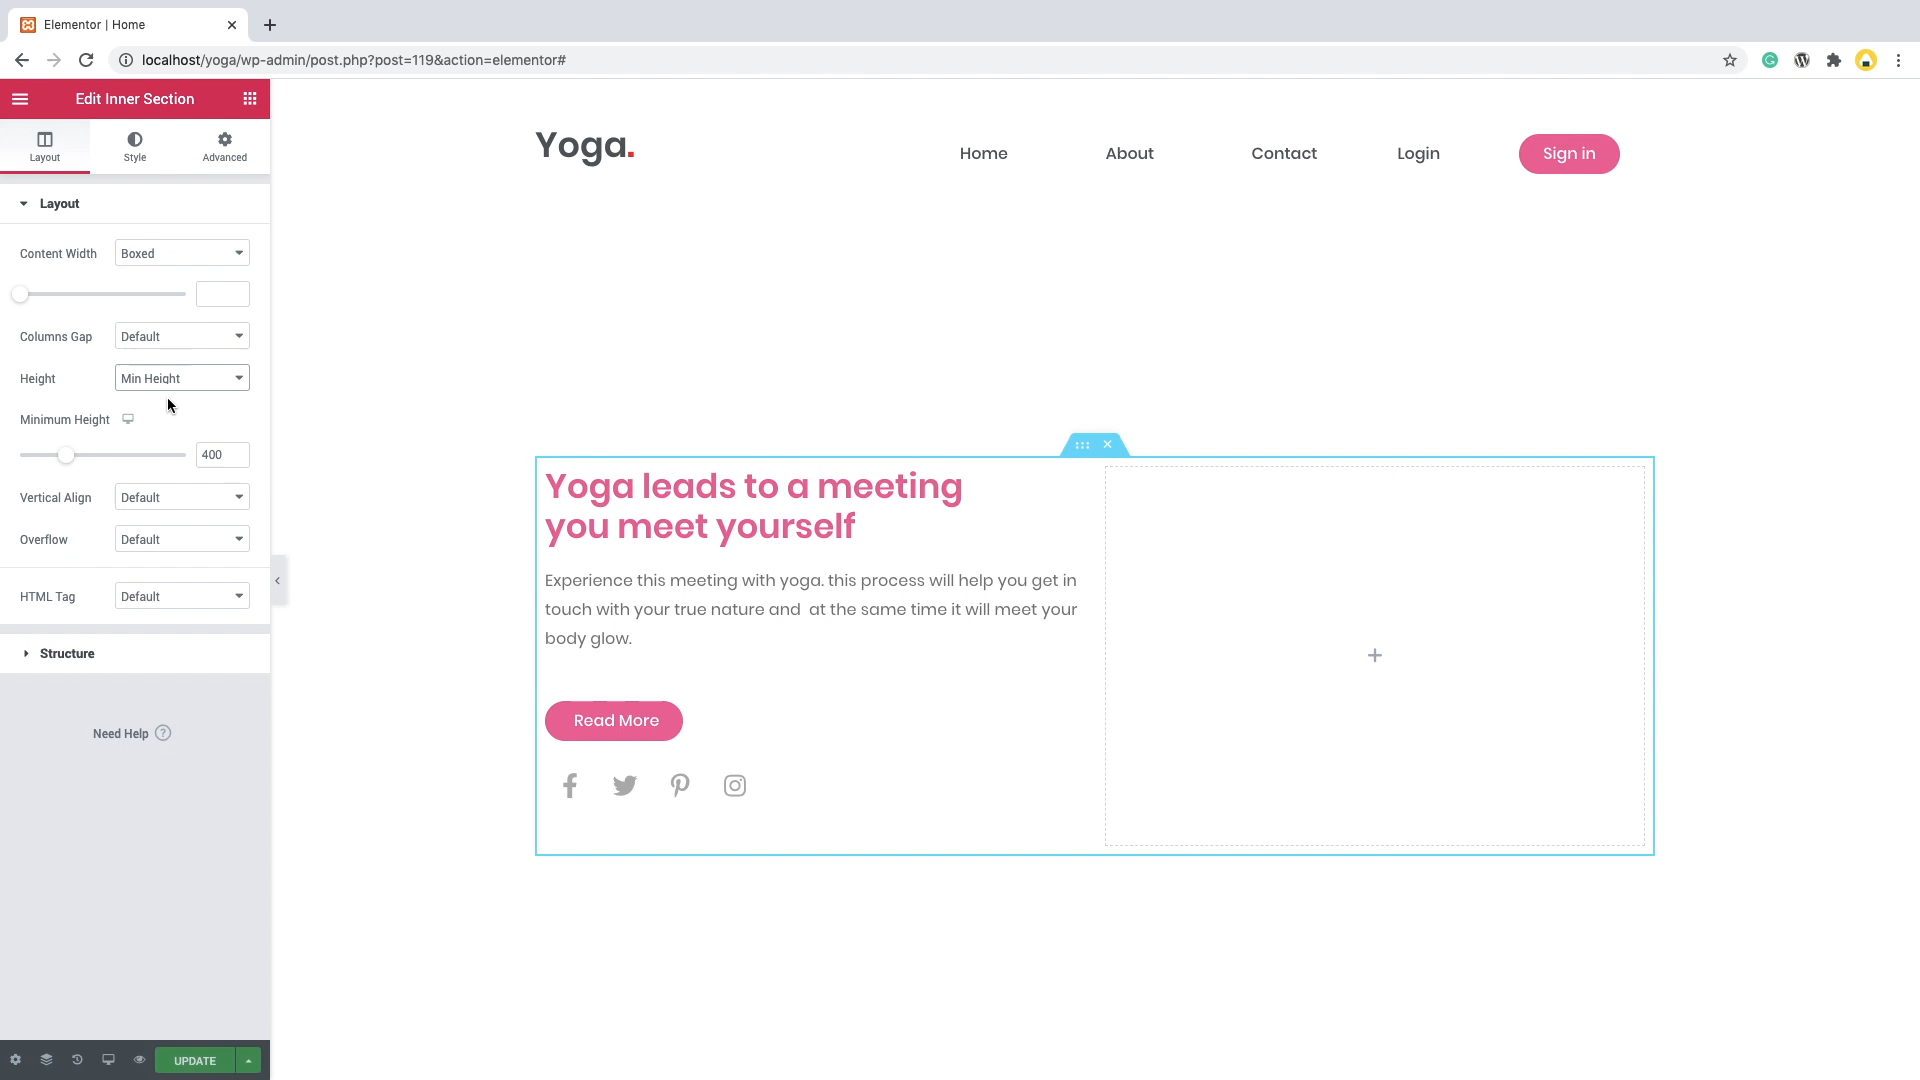 Elementor | Home
localhost/yoga/wp-admin/post.php?post=119&action=elementor#
Edit Inner Section
Layout
Style
Advanced
Layout
Content Width
Boxed
Columns Gap
Default
Height
Min Height
Minimum Height
400
Vertical Align
Default
Overflow
Default
HTML Tag
Default
Structure
Need Help ?
UPDATE
Yoga.
Home
About
Contact
Login
Sign in
Yoga leads to a meeting
you meet yourself
Experience this meeting with yoga. this process will help you get in
touch with your true nature and  at the same time it will meet your
body glow.
Read More